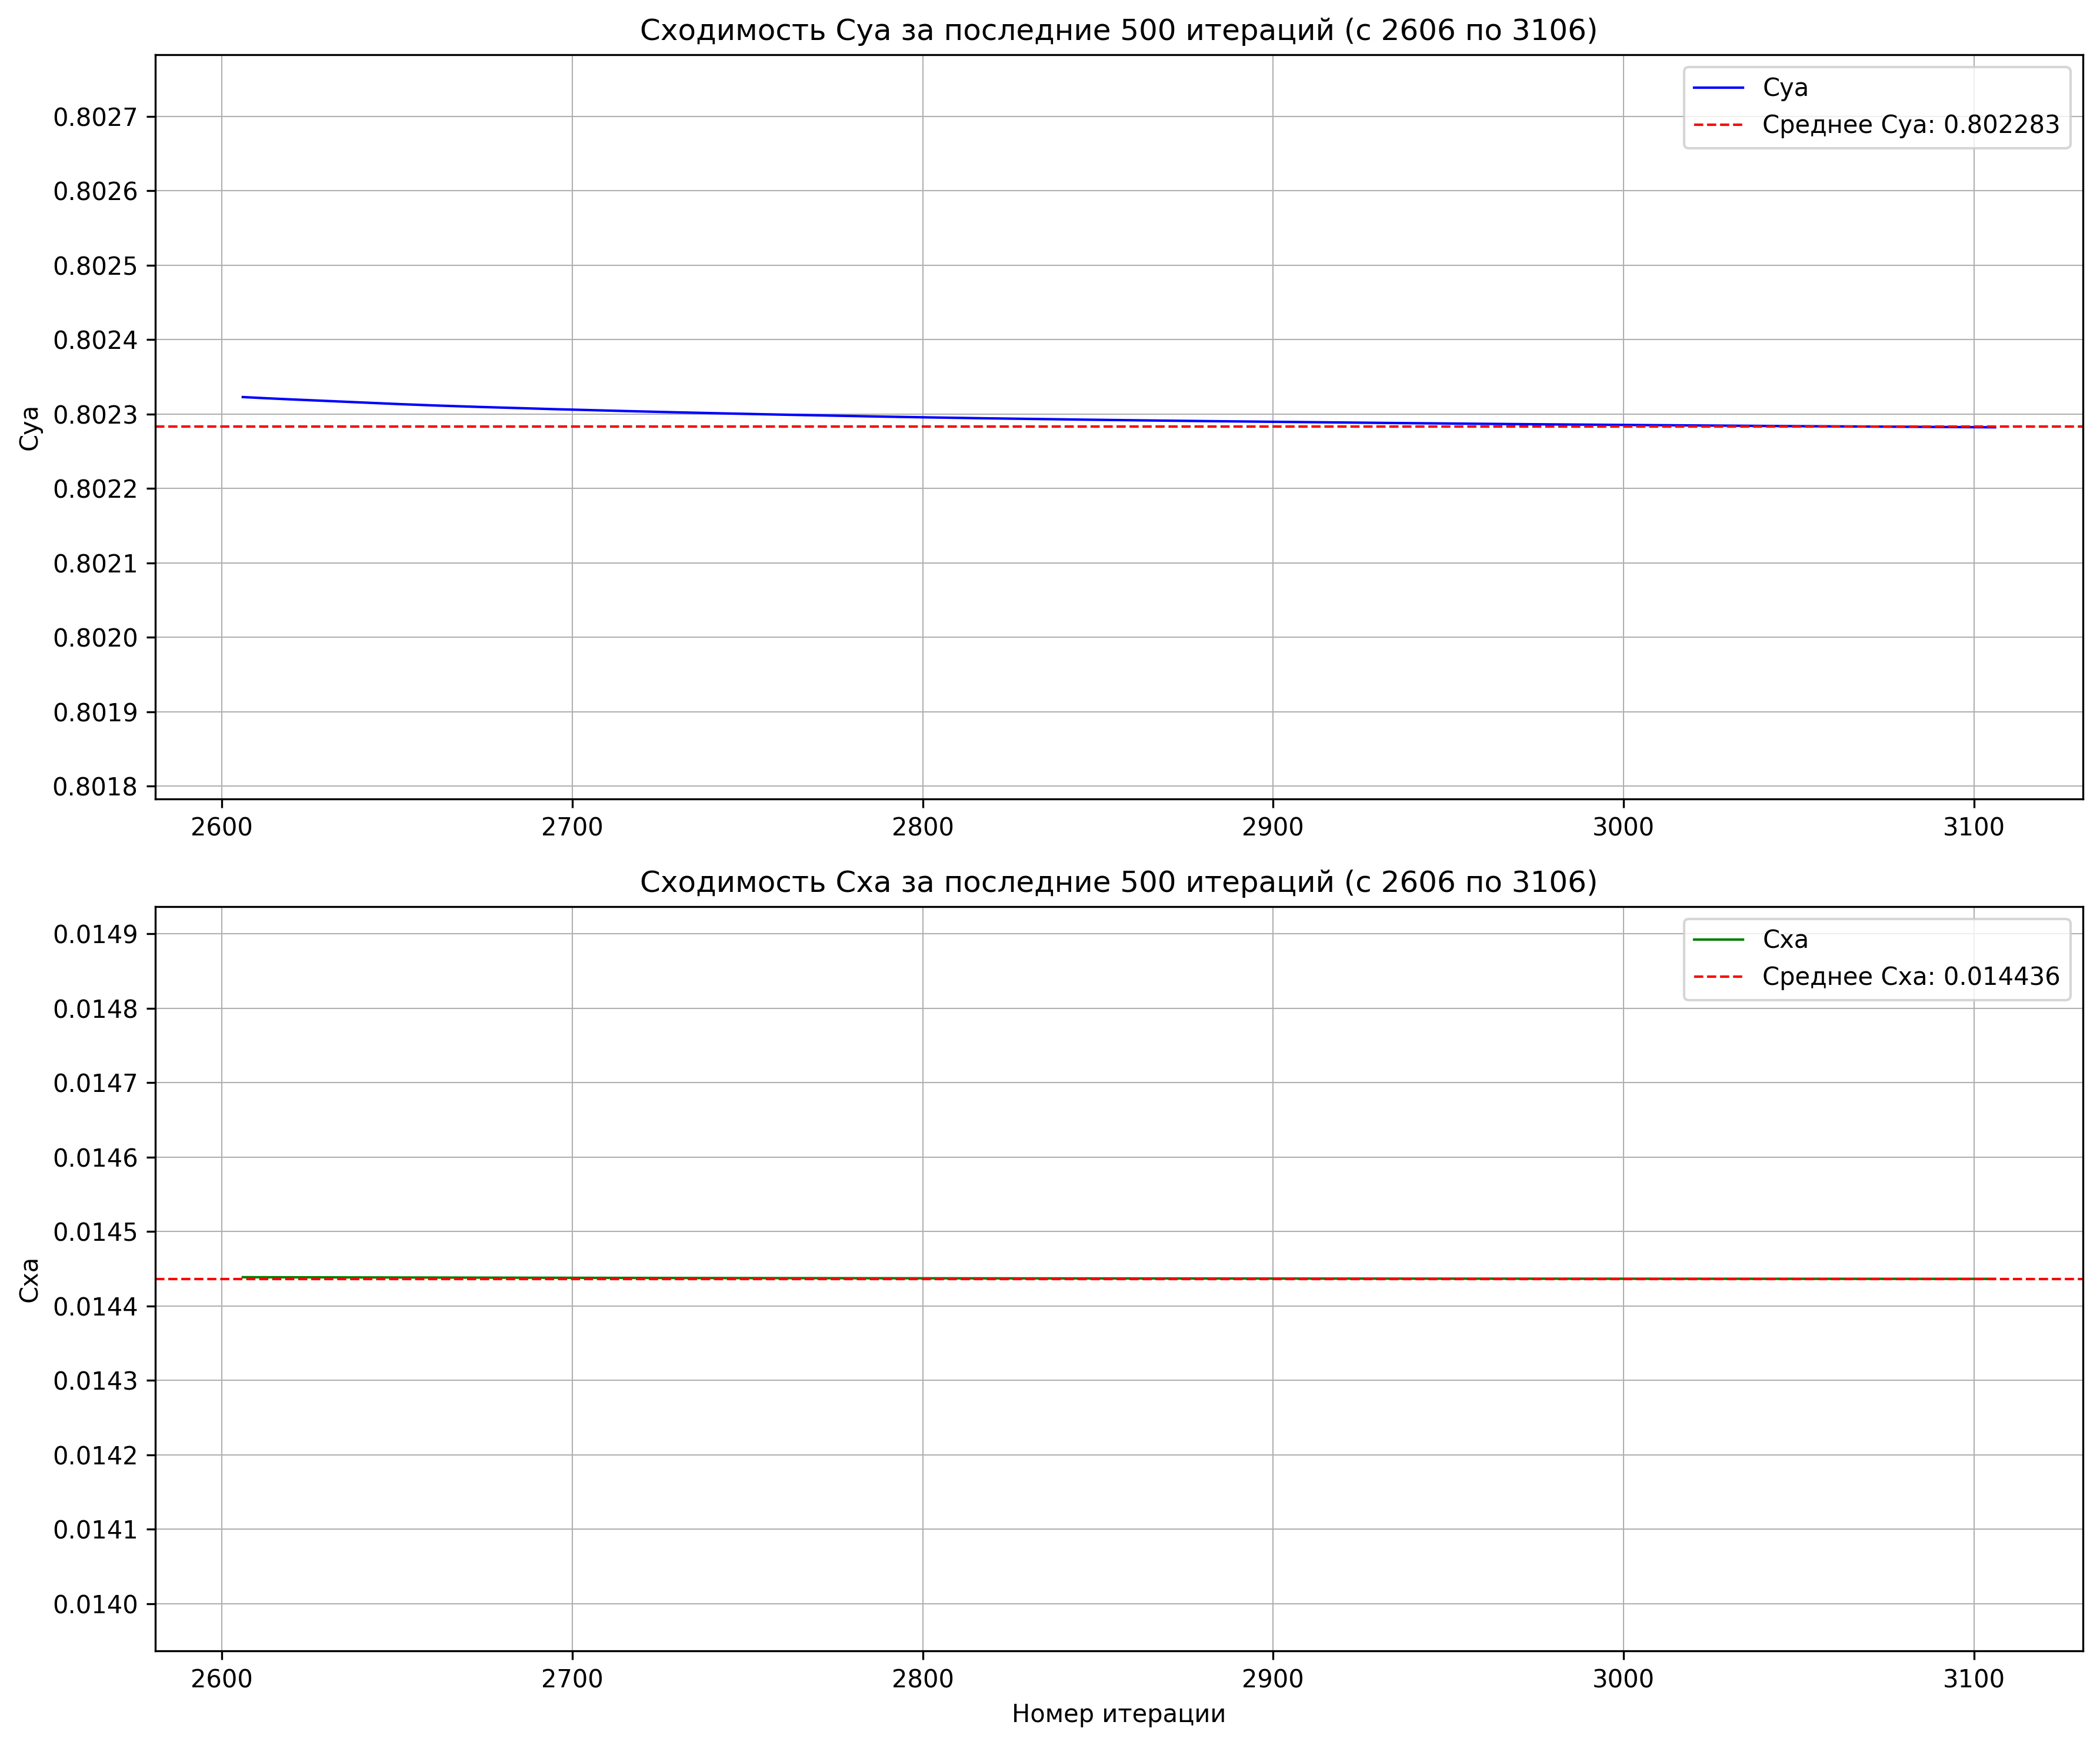 Сходимость Cya за последние 500 итераций (с 2606 по 3106)
Cya
Среднее Cya: 0.802283
0.8027
0.8026
0.8025
0.8024
0.8023
0.8022
0.8021
0.8020
0.8019
0.8018
Cya
2600 2700 2800 2900 3000 3100
Сходимость Cxa за последние 500 итераций (с 2606 по 3106)
Cxa
Среднее Cxa: 0.014436
0.0149
0.0148
0.0147
0.0146
0.0145
0.0144
0.0143
0.0142
0.0141
0.0140
Cxa
2600 2700 2800 2900 3000 3100
Номер итерации